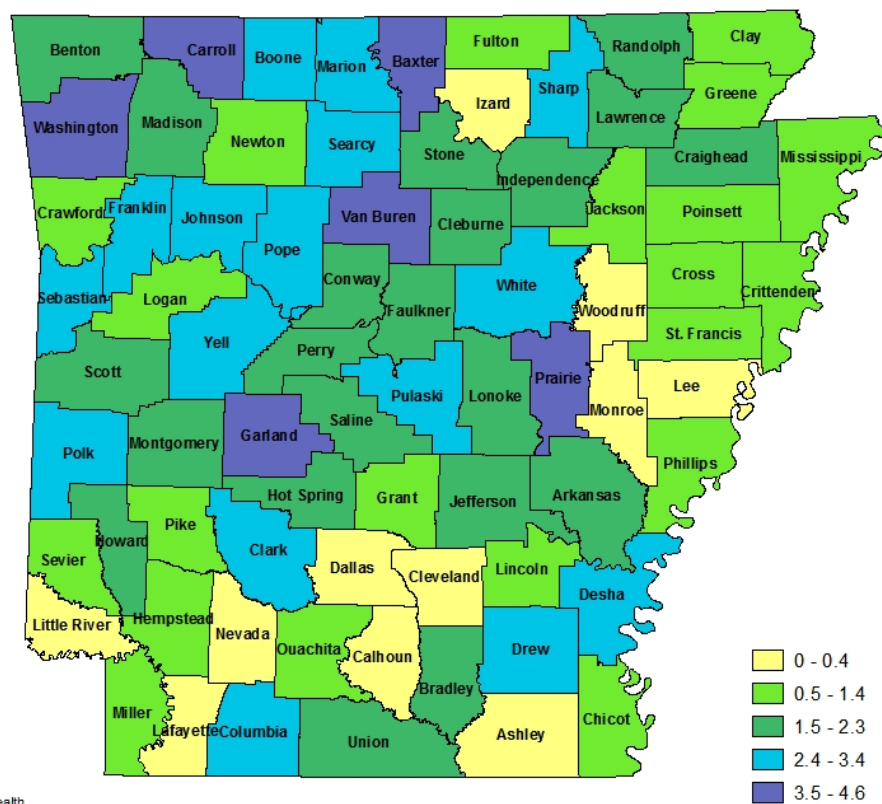 Benton
Carroll
Boone
Marion
Baxter
Fulton
Randolph
Clay
Izard
Sharp
Greene
Washington
Madison
Newton
Searcy
Stone
Lawrence
Independence
Craighead
Mississippi
Crawford
Franklin
Johnson
Pope
Van Buren
Cleburne
Jackson
Poinsett
Sebastian
Logan
Conway
Faulkner
White
Woodruff
Cross
Crittenden
St. Francis
Scott
Yell
Perry
Pulaski
Lonoke
Prairie
Monroe
Lee
Polk
Montgomery
Garland
Saline
Phillips
Hot Spring
Grant
Jefferson
Arkansas
Sevier
Howard
Pike
Clark
Dallas
Cleveland
Lincoln
Desha
Little River
Hempstead
Nevada
Ouachita
Calhoun
Bradley
Drew
Miller
Lafayette
Columbia
Union
Ashley
Chicot
0 - 0.4
0.5 - 1.4
1.5 - 2.3
2.4 - 3.4
3.5 - 4.6